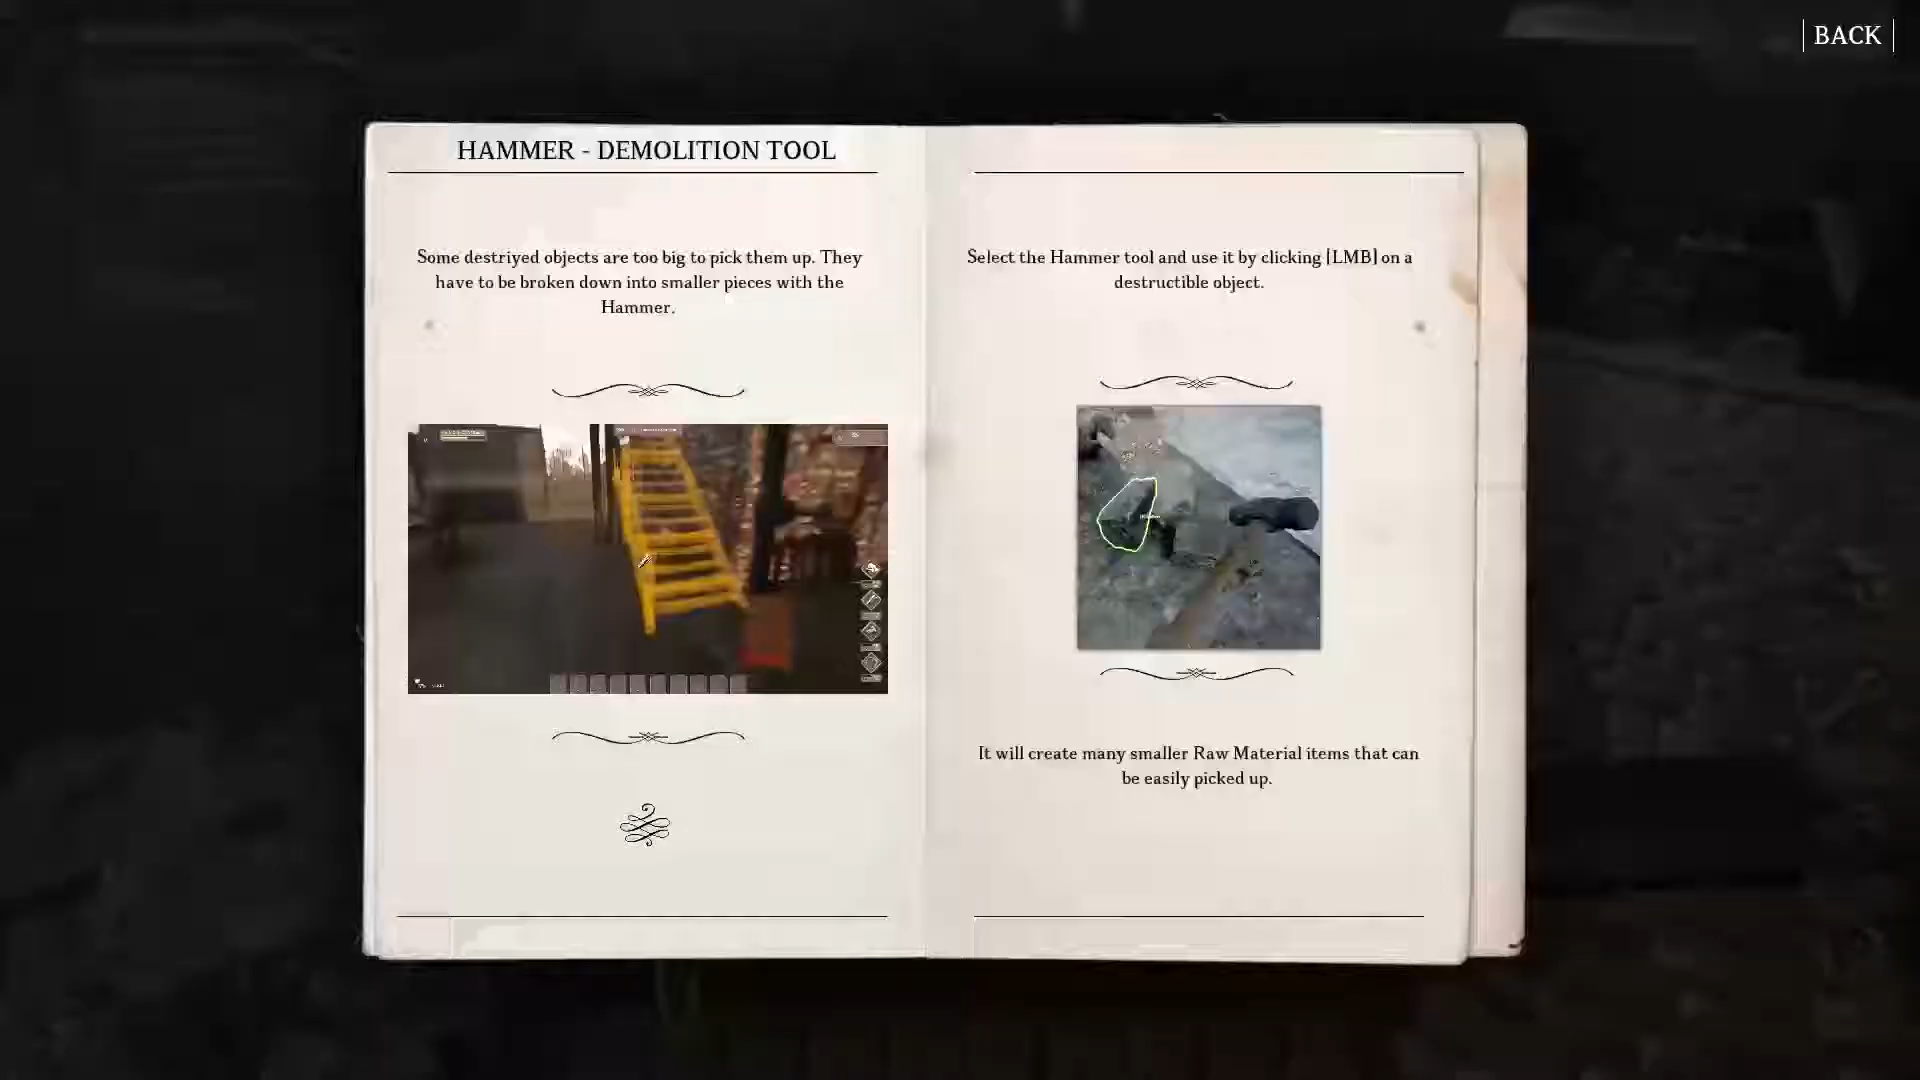 BACK
HAMMER - DEMOLITION TOOL
Some destriyed objects are too big to pick them up. They
have to be broken down into smaller pieces with the
Hammer.
Select the Hammer tool and use it by clicking [LMB] on a
destructible object.
It will create many smaller Raw Material items that can
be easily picked up.